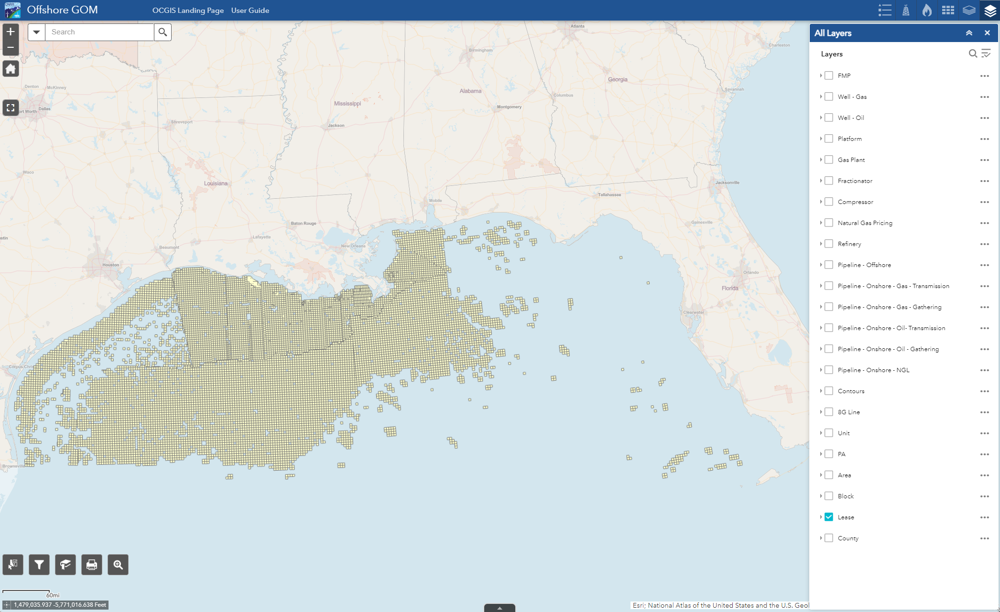 ONRR
Offshore GOM
OCGIS Landing Page
User Guide
Search
All Layers
Layers
FMP
Well - Gas
Well - Oil
Platform
Gas Plant
Fractionator
Compressor
Natural Gas Pricing
Refinery
Pipeline - Offshore
Pipeline - Onshore - Gas - Transmission
Pipeline - Onshore - Gas - Gathering
Pipeline - Onshore - Oil- Transmission
Pipeline - Onshore - Oil - Gathering
Pipeline - Onshore - NGL
Contours
8G Line
Unit
PA
Area
Block
Lease
County
Atlanta
Charleston
Birmingham
Georgia
Denton
McKinney
Alabama
Savannah
Columbus
Mississippi
Montgomery
ort Worth
Dallas
Shreveport
Jackson
Waco
Louisiana
Jacksonville
Tallahassee
Mobile
Baton Rouge
Gainesville
stin
Lafayette
New Orleans
Beaumont
Houston
Orlando
Florida
Clearwater
Corpus Chris
Brownsville
60mi
1,479,035.937 -5,771,016.638 Feet
Esri; National Atlas of the United States and the U.S. Geol